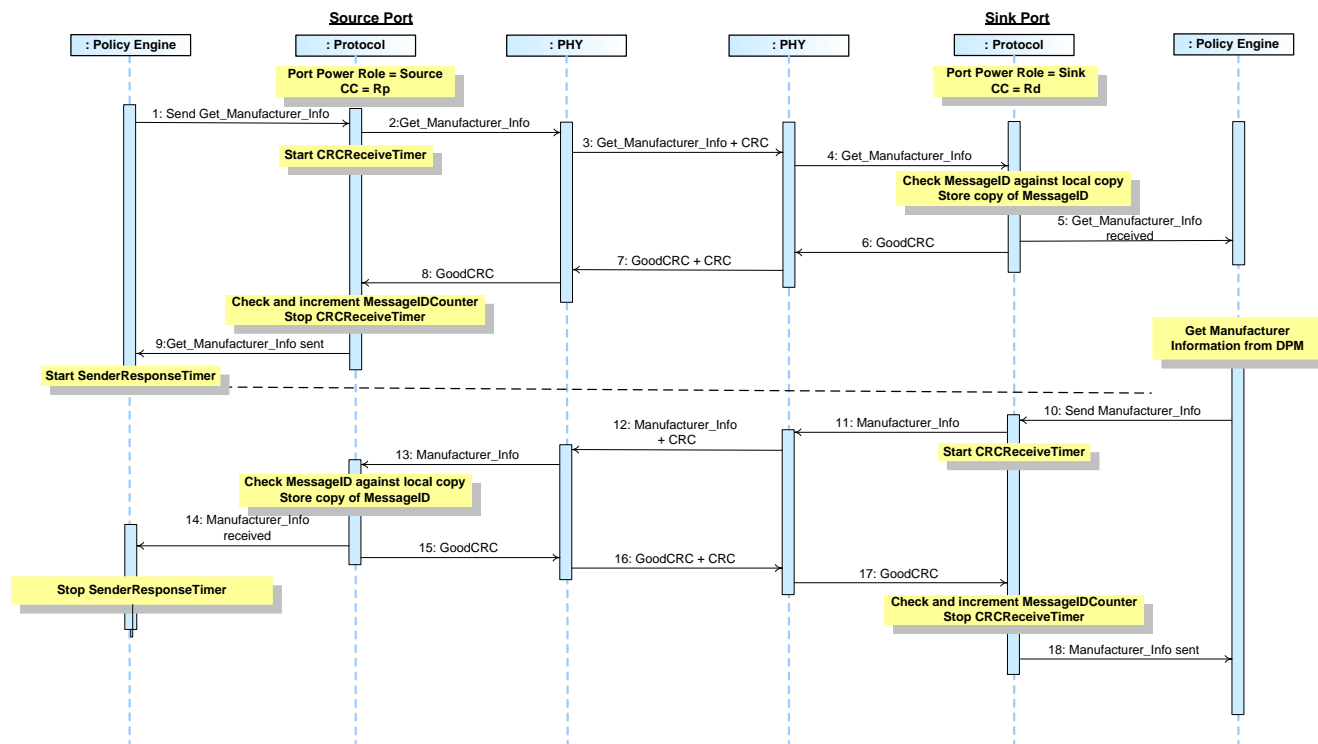 Source Port
Sink Port
: Policy Engine
: Protocol
: PHY
: PHY
: Protocol
: Policy Engine
Port Power Role = Source
CC = Rp
Port Power Role = Sink
CC = Rd
1: Send Get_Manufacturer_Info
2:Get_Manufacturer_Info
Start CRCReceiveTimer
3: Get_Manufacturer_Info + CRC
4: Get_Manufacturer_Info
Check MessageID against local copy
Store copy of MessageID
5: Get_Manufacturer_Info
received
6: GoodCRC
7: GoodCRC + CRC
8: GoodCRC
Check and increment MessageIDCounter
Stop CRCReceiveTimer
9:Get_Manufacturer_Info sent
Start SenderResponseTimer
Get Manufacturer
Information from DPM
10: Send Manufacturer_Info
11: Manufacturer_Info
Start CRCReceiveTimer
12: Manufacturer_Info
+ CRC
13: Manufacturer_Info
Check MessageID against local copy
Store copy of MessageID
14: Manufacturer_Info
received
15: GoodCRC
16: GoodCRC + CRC
17: GoodCRC
Stop SenderResponseTimer
Check and increment MessageIDCounter
Stop CRCReceiveTimer
18: Manufacturer_Info sent